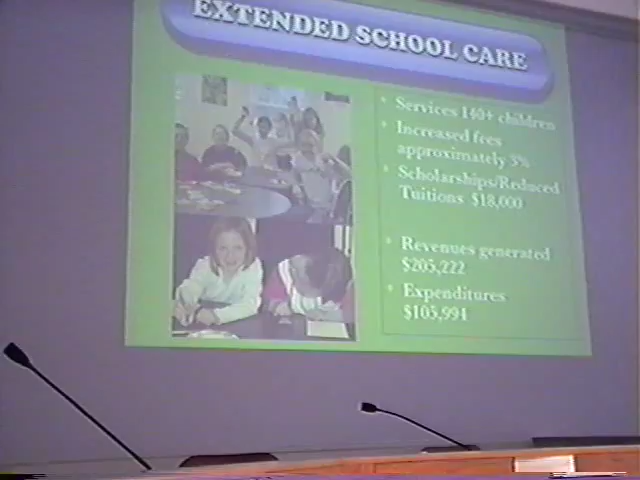 EXTENDED SCHOOL CARE
Services 140+ children
Increased fees
approximately 3%
Scholarships/Reduced
Tuitions $18,000
Revenues generated
$205,222
Expenditures
$105,994